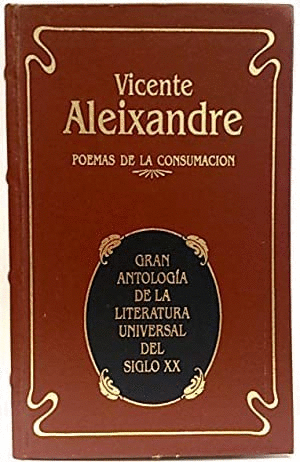 Vicente
Aleixandre
POEMAS DE LA CONSUMACION
GRAN
ANTOLOGÍA
DE LA
LITERATURA
UNIVERSAL
DEL
SIGLO XX